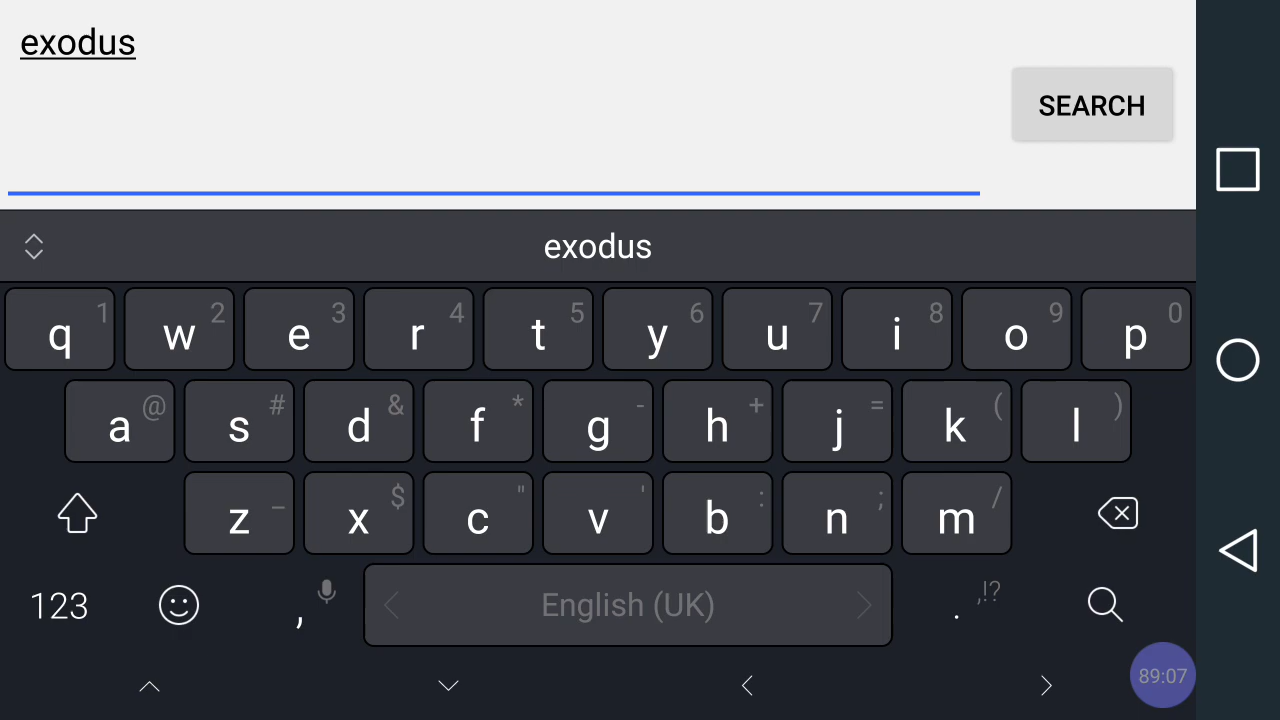 exodus
SEARCH
exodus
q 1 w 2 e 3 r 4 t 5 y 6 u 7 i 8 o 9 p 0
a @ s # d & f * g - h + j = k ( l )
z _ x $ c " v ' b : n ; m /
123 , English (UK) . ,!?
89:07